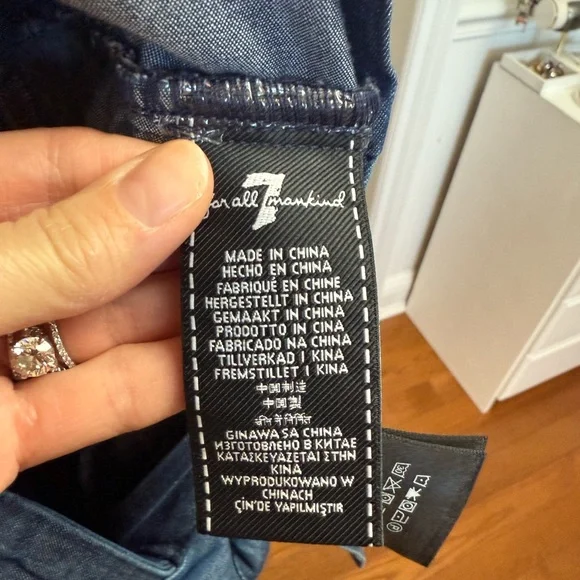 for all 7 mankind
MADE IN CHINA
HECHO EN CHINA
FABRIQUÉ EN CHINE
HERGESTELLT IN CHINA
GEMAAKT IN CHINA
PRODOTTO IN CINA
FABRICADO NA CHINA
TILLVERKAD I KINA
FREMSTILLET I KINA
中国制造
中國製
GINAWA SA CHINA
ИЗГОТОВЛЕНО В КИТАЕ
ΚΑΤΑΣΚΕΥΑΖΕΤΑΙ ΣΤΗΝ
ΚΙΝΑ
WYPRODUKOWANO W
CHINACH
ÇİN'DE YAPILMIŞTIR